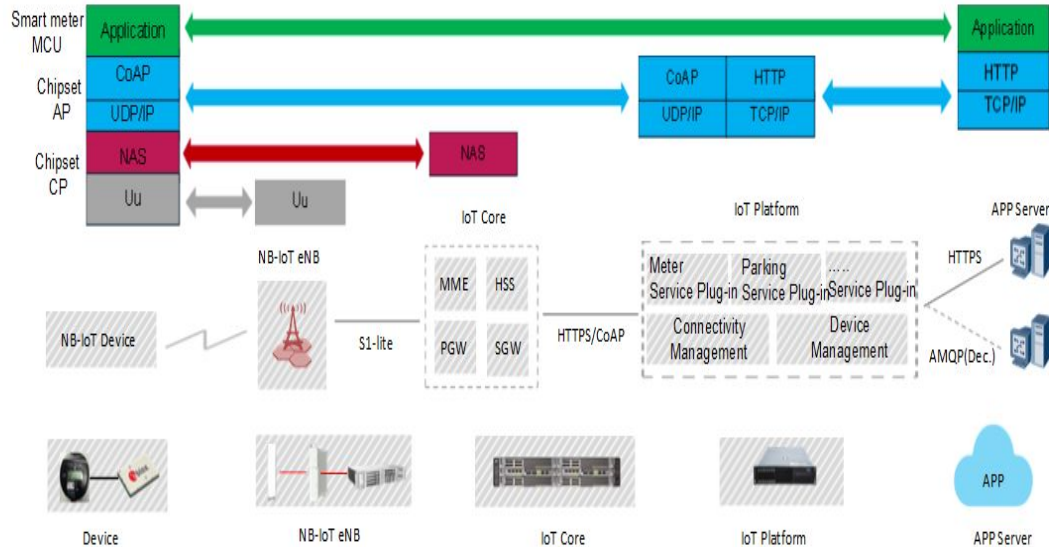 Smart meter
MCU
Application
Application
Chipset
AP
CoAP
CoAP
HTTP
HTTP
UDP/IP
UDP/IP
TCP/IP
TCP/IP
Chipset
CP
NAS
NAS
Uu
Uu
IoT Core
IoT Platform
APP Server
NB-IoT eNB
HTTPS
MME
HSS
Meter
Service Plug-in
Parking
Service Plug-in
.....
Service Plug-in
NB-IoT Device
S1-lite
PGW
SGW
HTTPS/CoAP
Connectivity
Management
Device
Management
AMQP(Dec.)
APP
Device
NB-IoT eNB
IoT Core
IoT Platform
APP Server